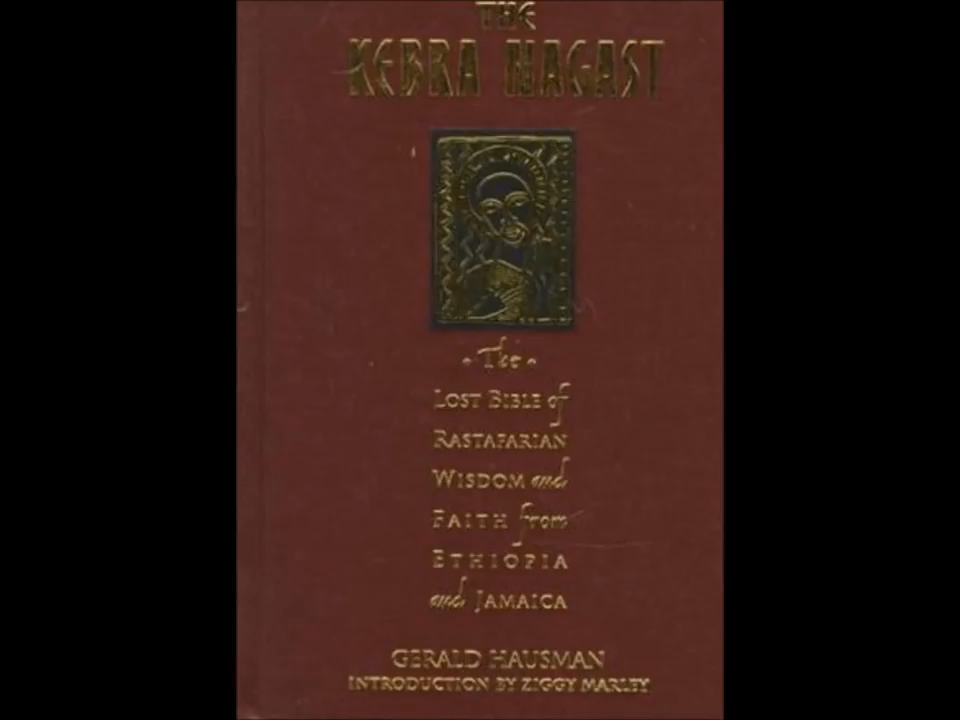 THE
KEBRA NAGAST
The
LOST BIBLE of
RASTAFARIAN
WISDOM and
FAITH from
ETHIOPIA
and JAMAICA
GERALD HAUSMAN
INTRODUCTION BY ZIGGY MARLEY